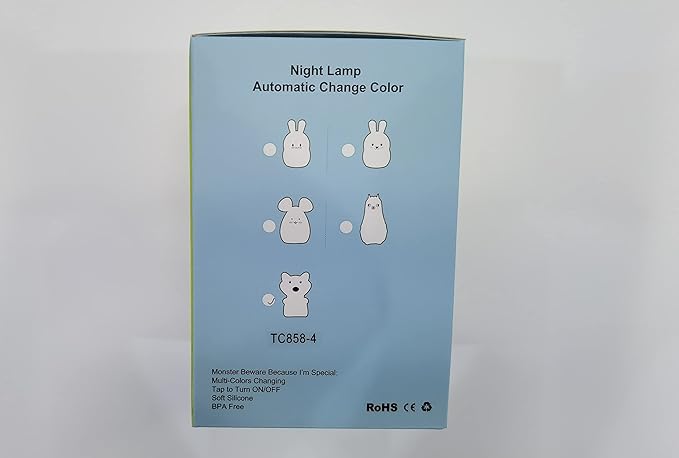 Night Lamp
Automatic Change Color
TC858-4
Monster Beware Because I'm Special:
Multi-Colors Changing
Tap to Turn ON/OFF
Soft Silicone
BPA Free
RoHS CE